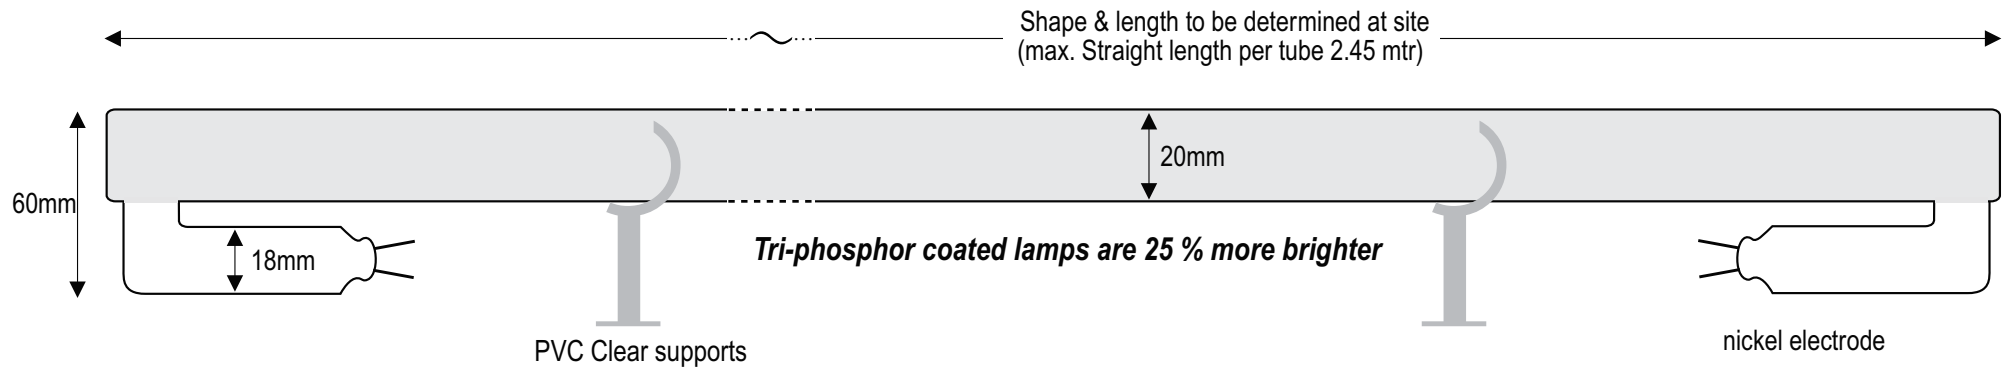 Shape & length to be determined at site
(max. Straight length per tube 2.45 mtr)
20mm
60mm
Tri-phosphor coated lamps are 25 % more brighter
18mm
PVC Clear supports
nickel electrode